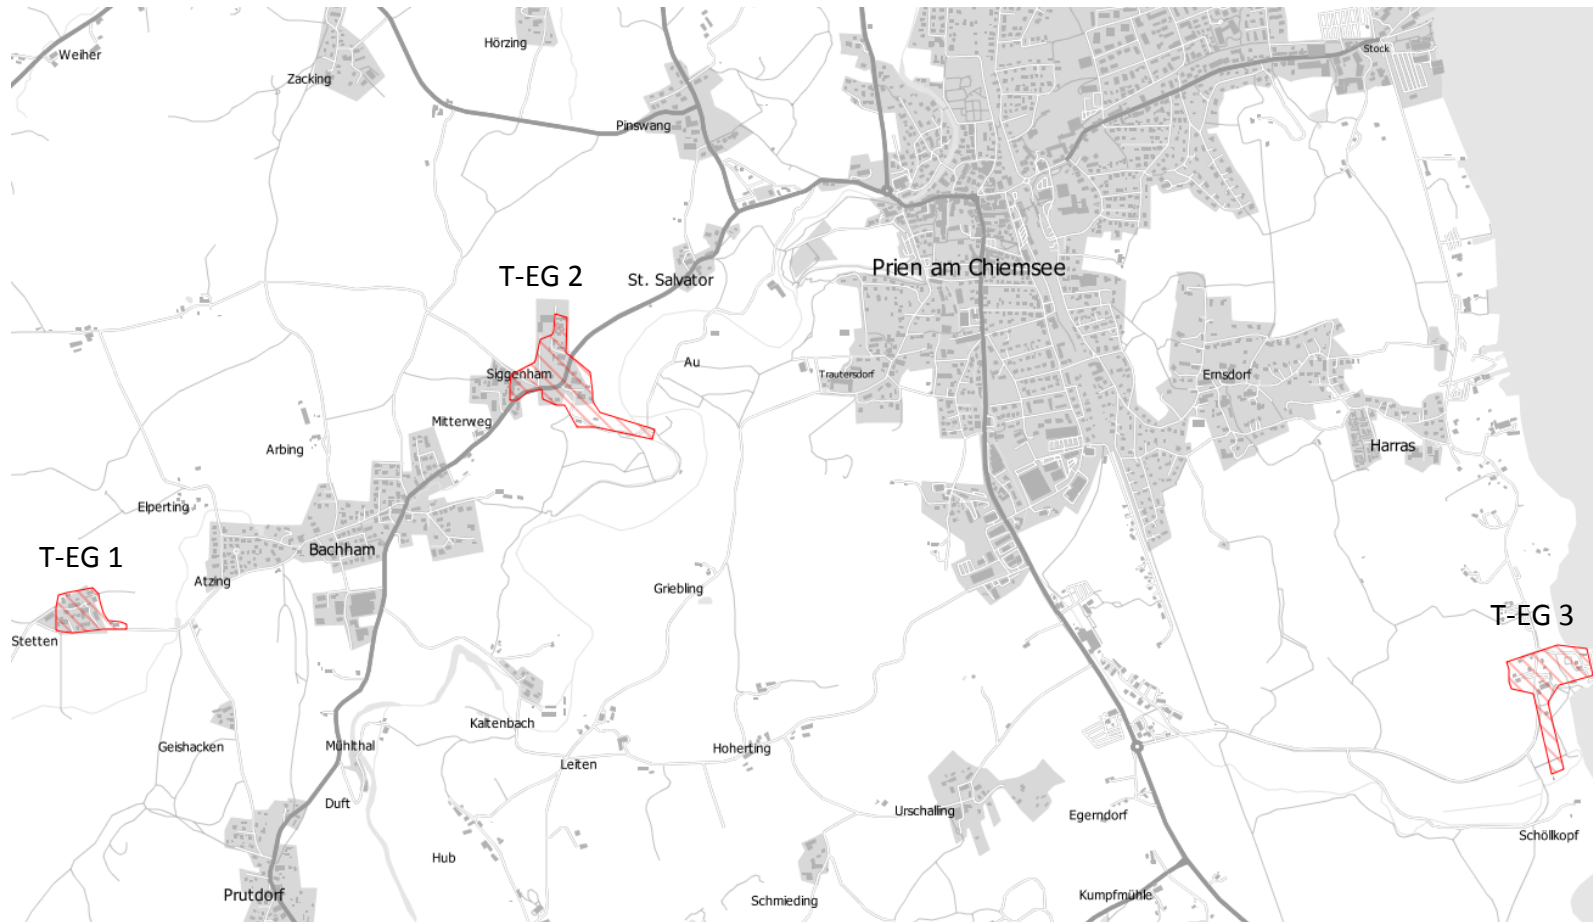 Weiher
Hörzing
Stock
Zacking
Pinswang
Prien am Chiemsee
T-EG 2
St. Salvator
Au
Siggenham
Trautersdorf
Ernsdorf
Mitterweg
Harras
Arbing
Elperting
T-EG 1
Bachham
Atzing
Griebling
T-EG 3
Stetten
Kaltenbach
Geishacken
Mühlthal
Hoherting
Leiten
Duft
Urschalling
Egerndorf
Schöllkopf
Hub
Prutdorf
Schmieding
Kumpfmühle